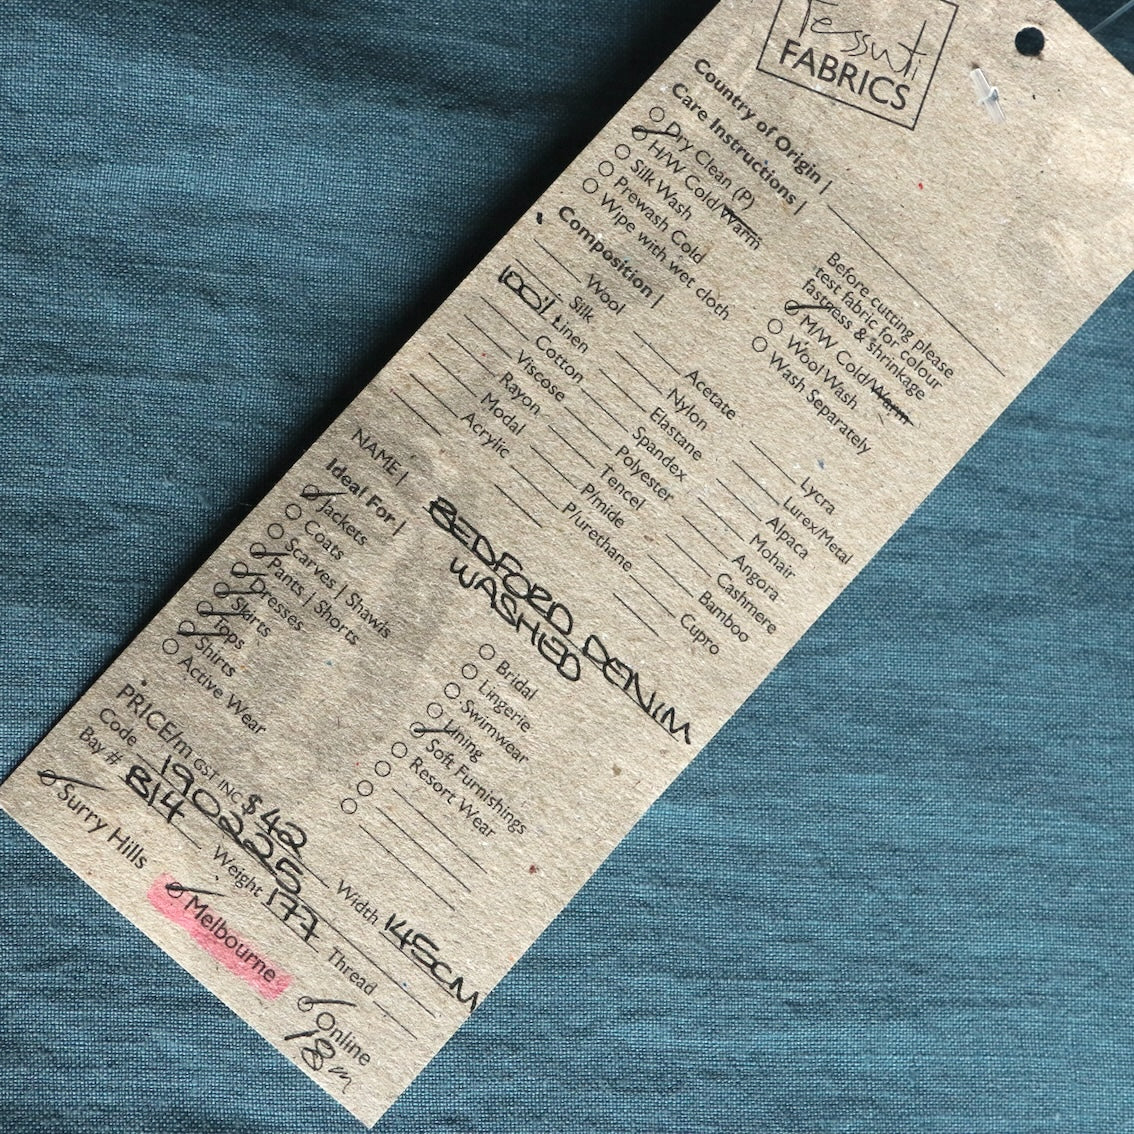 Tessuti
FABRICS
Country of Origin |
Care Instructions |
Dry Clean (P)
H/W Cold/Warm
Silk Wash
Prewash Cold
Wipe with wet cloth
Before cutting please
test fabric for colour
fastness & shrinkage
M/W Cold/Warm
Wool Wash
Wash Separately
Composition |
Wool
Silk
100% Linen
Cotton
Viscose
Rayon
Modal
Acrylic
Acetate
Nylon
Elastane
Spandex
Polyester
Tencel
P/mide
P/urethane
Lycra
Lurex/Metal
Alpaca
Mohair
Angora
Cashmere
Bamboo
Cupro
NAME | BEDFORD DENIM
WASHED
Ideal For |
Jackets
Coats
Scarves | Shawls
Pants | Shorts
Dresses
Skirts
Tops
Shirts
Active Wear
Bridal
Lingerie
Swimwear
Lining
Soft Furnishings
Resort Wear
PRICE/m GST INC $42 Width 145CM
Code 190225 Thread
Bay # B14 Weight 177
Surry Hills Melbourne Online
18m